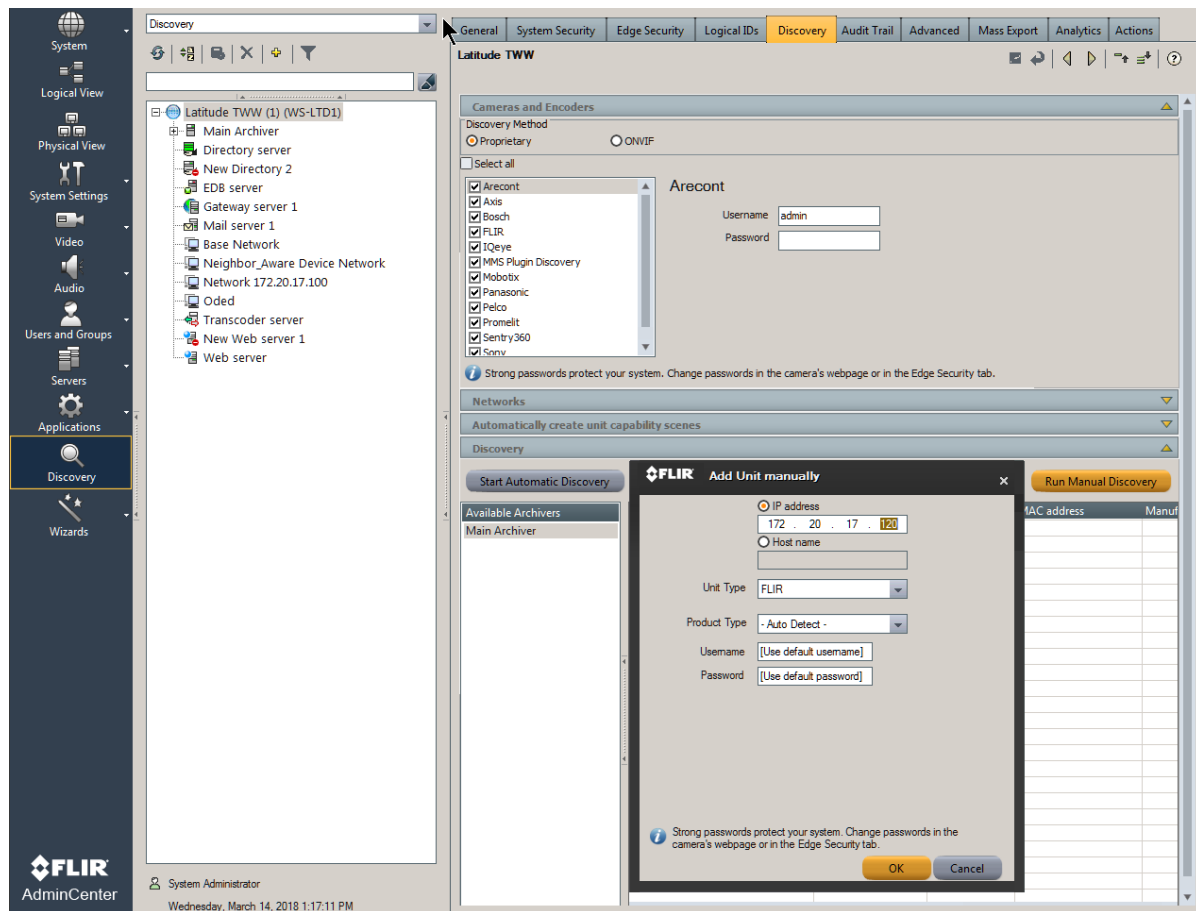 System
Logical View
Physical View
System Settings
Video
Audio
Users and Groups
Servers
Applications
Discovery
Wizards
FLIR
AdminCenter
Discovery
Latitude TWW (1) (WS-LTD1)
Main Archiver
Directory server
New Directory 2
EDB server
Gateway server 1
Mail server 1
Base Network
Neighbor_Aware Device Network
Network 172.20.17.100
Oded
Transcoder server
New Web server 1
Web server
System Administrator
Wednesday, March 14, 2018 1:17:11 PM
General System Security Edge Security Logical IDs Discovery Audit Trail Advanced Mass Export Analytics Actions
Latitude TWW
Cameras and Encoders
Discovery Method
Proprietary ONVIF
Select all
Arecont
Axis
Bosch
FLIR
IQeye
MMS Plugin Discovery
Mobotix
Panasonic
Pelco
Promelit
Sentry360
Sony
Arecont
Username admin
Password
Strong passwords protect your system. Change passwords in the camera's webpage or in the Edge Security tab.
Networks
Automatically create unit capability scenes
Discovery
Start Automatic Discovery
Run Manual Discovery
Available Archivers
Main Archiver
MAC address Manuf
FLIR Add Unit manually
IP address
172 . 20 . 17 . 120
Host name
Unit Type FLIR
Product Type - Auto Detect -
Username [Use default username]
Password [Use default password]
Strong passwords protect your system. Change passwords in the
camera's webpage or in the Edge Security tab.
OK Cancel